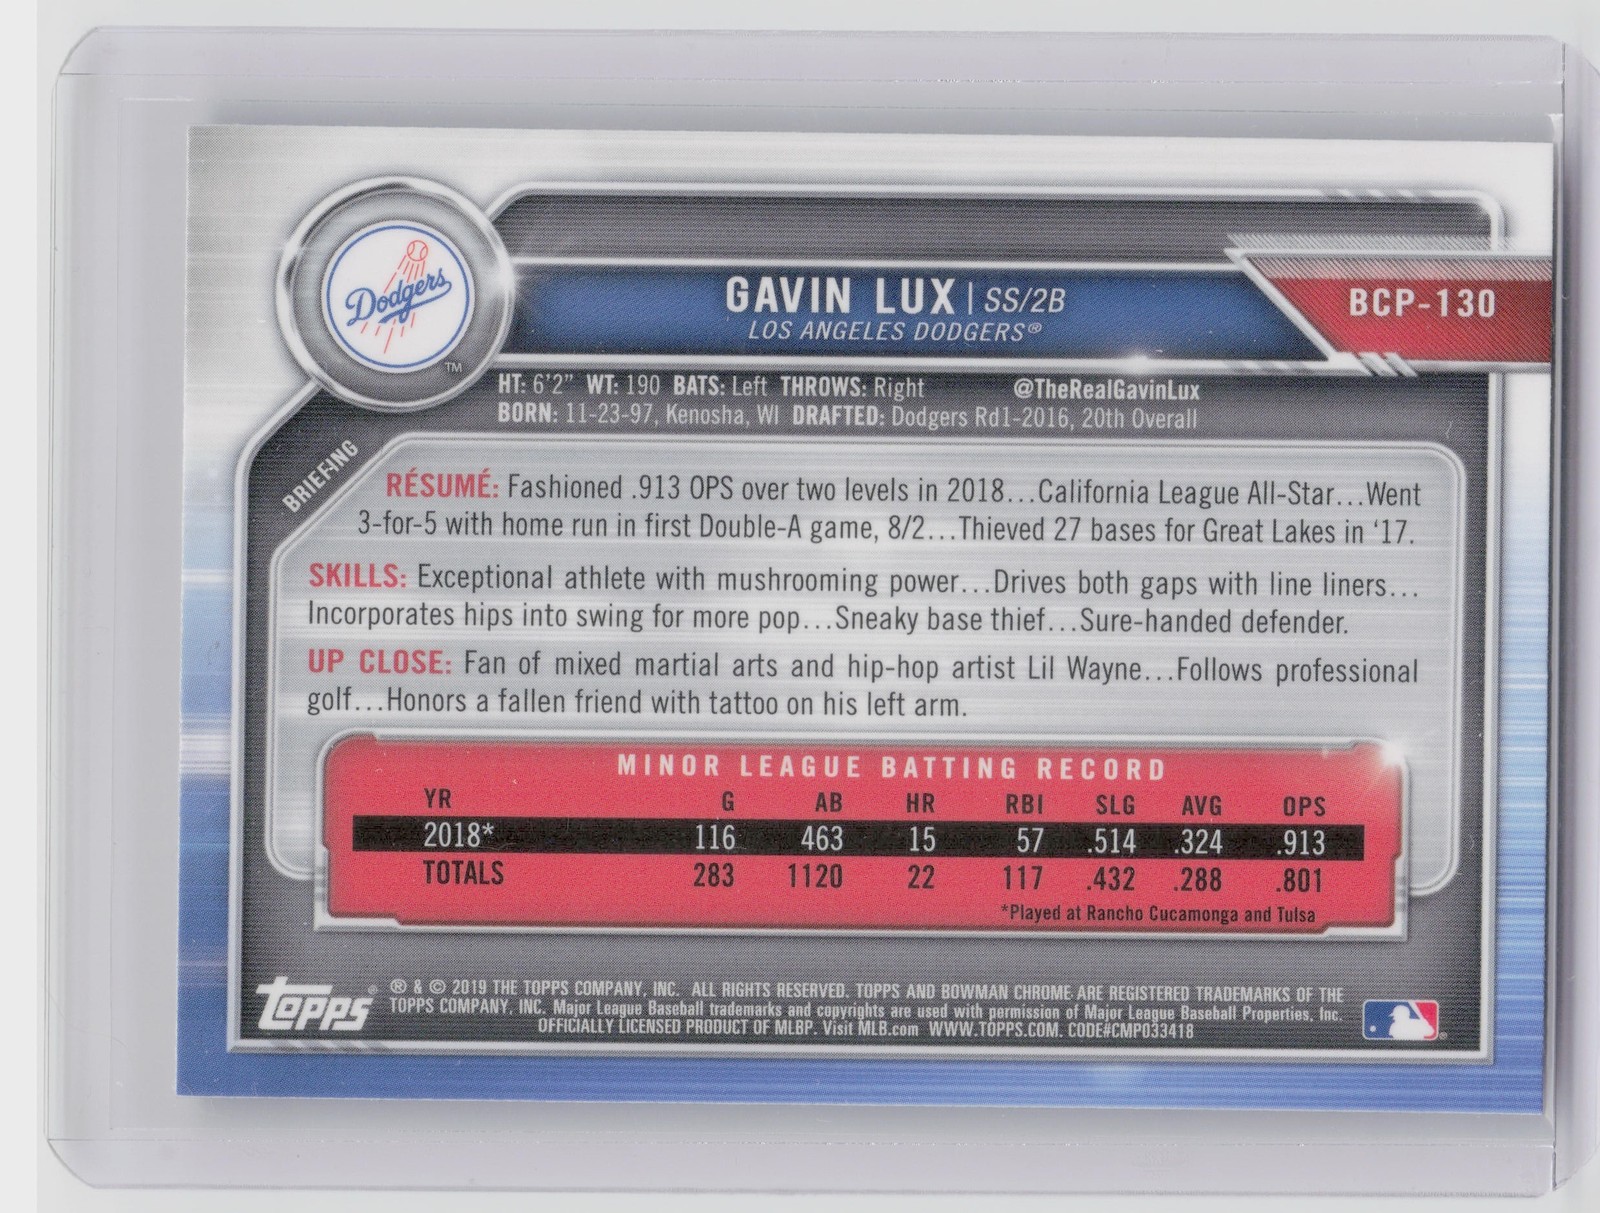 Dodgers
TM
GAVIN LUX | SS/2B
LOS ANGELES DODGERS®
BCP-130
HT: 6'2” WT: 190 BATS: Left THROWS: Right @TheRealGavinLux
BORN: 11-23-97, Kenosha, WI DRAFTED: Dodgers Rd1-2016, 20th Overall
BRIEFING
RÉSUMÉ: Fashioned .913 OPS over two levels in 2018...California League All-Star...Went
3-for-5 with home run in first Double-A game, 8/2...Thieved 27 bases for Great Lakes in ‘17.
SKILLS: Exceptional athlete with mushrooming power...Drives both gaps with line liners...
Incorporates hips into swing for more pop...Sneaky base thief...Sure-handed defender.
UP CLOSE: Fan of mixed martial arts and hip-hop artist Lil Wayne...Follows professional
golf...Honors a fallen friend with tattoo on his left arm.
MINOR LEAGUE BATTING RECORD
YR G AB HR RBI SLG AVG OPS
2018* 116 463 15 57 .514 .324 .913
TOTALS 283 1120 22 117 .432 .288 .801
*Played at Rancho Cucamonga and Tulsa
topps®
® & © 2019 THE TOPPS COMPANY, INC. ALL RIGHTS RESERVED. TOPPS AND BOWMAN CHROME ARE REGISTERED TRADEMARKS OF THE
TOPPS COMPANY, INC. Major League Baseball trademarks and copyrights are used with permission of Major League Baseball Properties, Inc.
OFFICIALLY LICENSED PRODUCT OF MLBP. Visit MLB.com WWW.TOPPS.COM. CODE#CMP033418